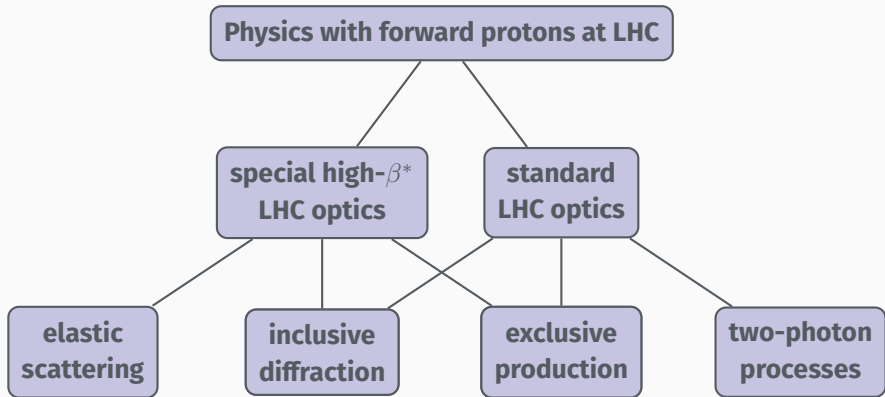 Physics with forward protons at LHC
special high-β*
LHC optics
standard
LHC optics
elastic
scattering
inclusive
diffraction
exclusive
production
two-photon
processes